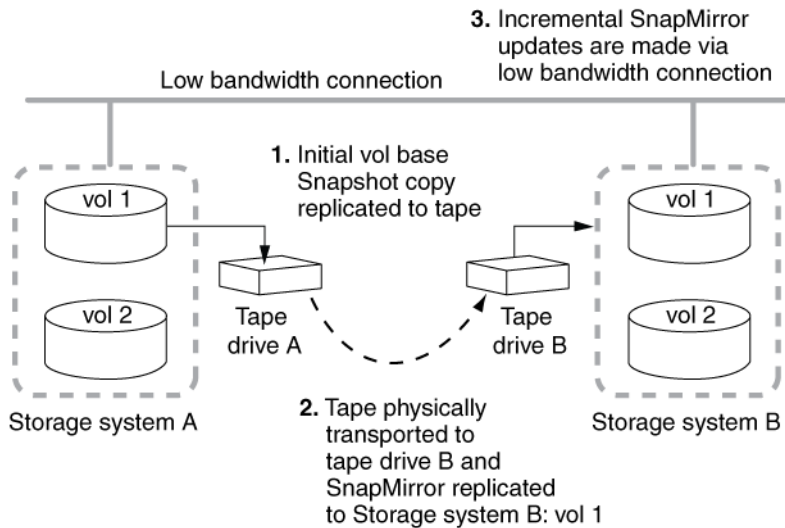 3. Incremental SnapMirror
updates are made via
low bandwidth connection
Low bandwidth connection
1. Initial vol base
Snapshot copy
replicated to tape
vol 1
vol 2
Storage system A
Tape
drive A
Tape
drive B
vol 1
vol 2
Storage system B
2. Tape physically
transported to
tape drive B and
SnapMirror replicated
to Storage system B: vol 1